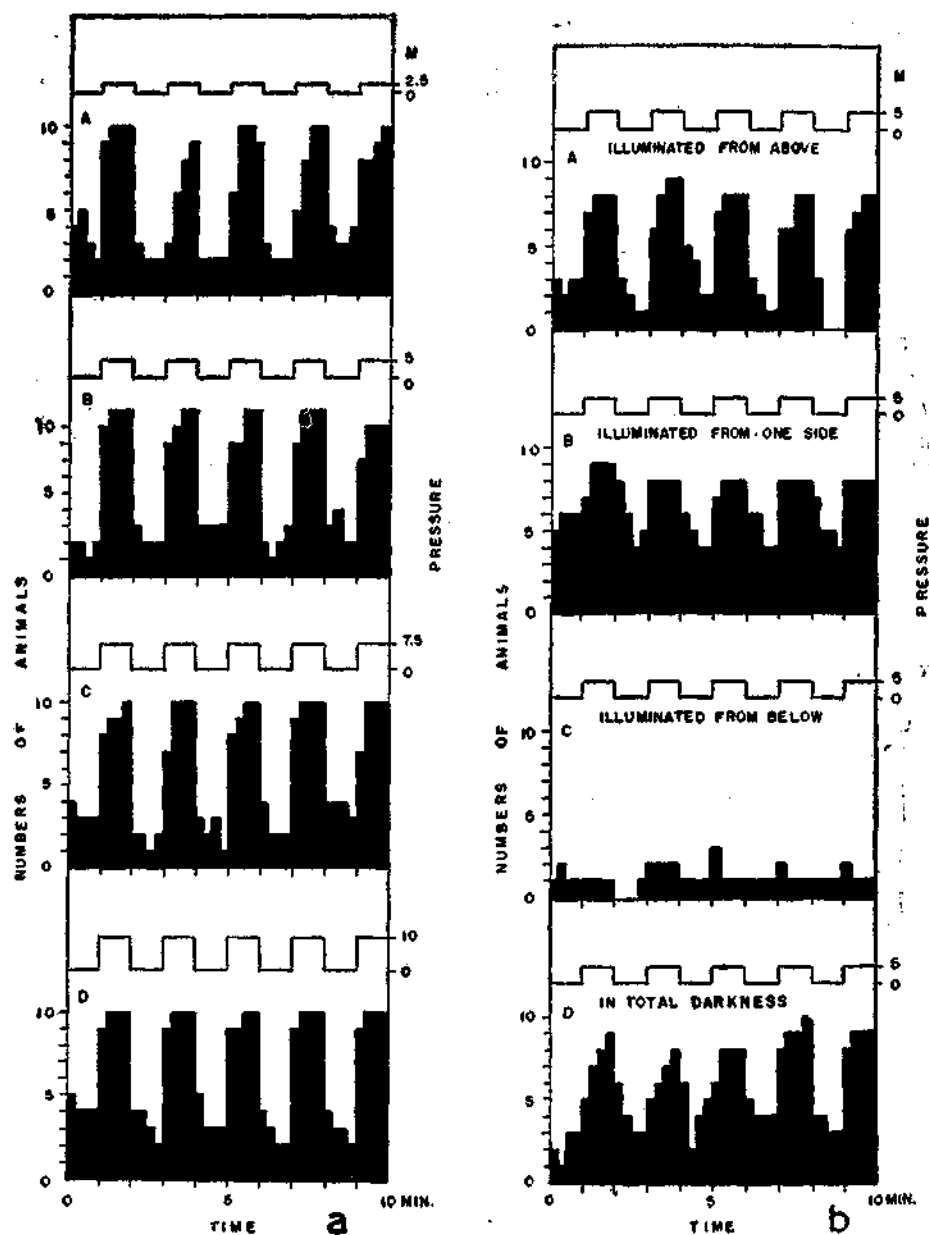 M
2.5
0
A
10
5
0
5
0
B
10
5
0
PRESSURE
7.5
0
C
10
5
0
NUMBERS OF ANIMALS
10
0
D
10
5
0
0 5 10 MIN.
TIME
a
M
5
0
ILLUMINATED FROM ABOVE
A
10
5
0
5
0
ILLUMINATED FROM ONE SIDE
B
10
5
0
PRESSURE
5
0
ILLUMINATED FROM BELOW
C
10
5
0
NUMBERS OF ANIMALS
5
0
IN TOTAL DARKNESS
D
10
5
0
0 5 10 MIN.
TIME
b